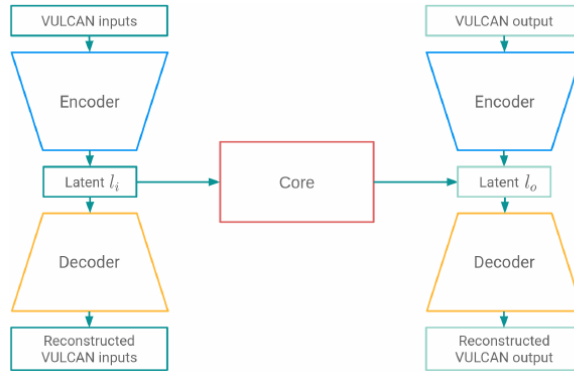 VULCAN inputs
VULCAN output
Encoder
Encoder
Latent l_i
Core
Latent l_o
Decoder
Decoder
Reconstructed
VULCAN inputs
Reconstructed
VULCAN output